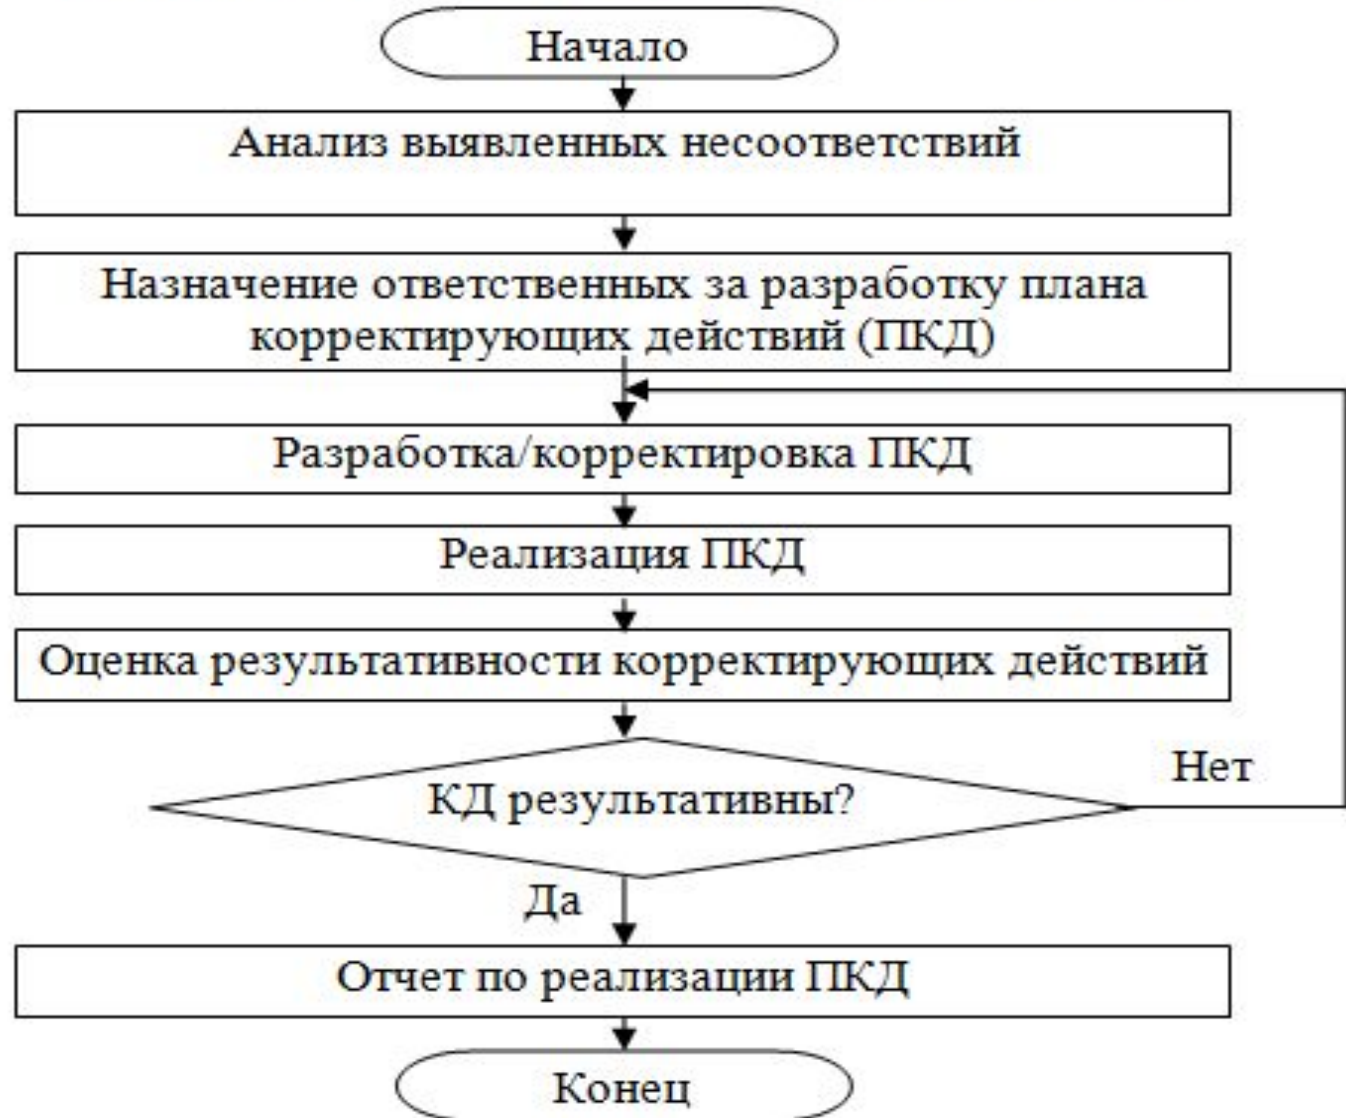 Начало
Анализ выявленных несоответствий
Назначение ответственных за разработку плана
корректирующих действий (ПКД)
Разработка/корректировка ПКД
Реализация ПКД
Оценка результативности корректирующих действий
КД результативны?
Нет
Да
Отчет по реализации ПКД
Конец